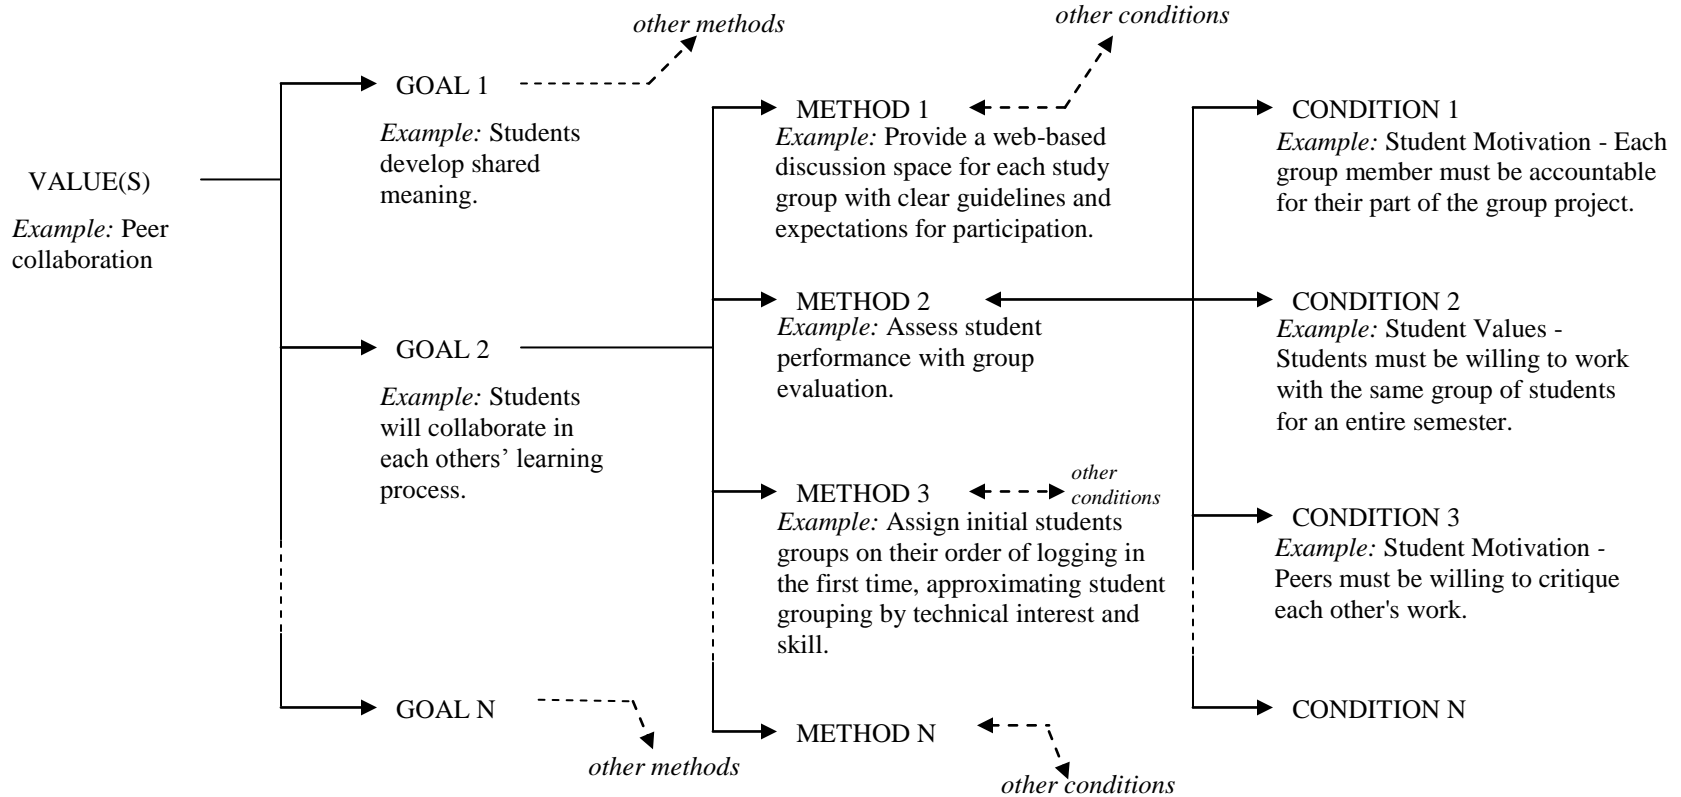 other methods
other conditions
GOAL 1
Example: Students
develop shared
meaning.
VALUE(S)
Example: Peer
collaboration
GOAL 2
Example: Students
will collaborate in
each others’ learning
process.
GOAL N
other methods
METHOD 1
Example: Provide a web-based
discussion space for each study
group with clear guidelines and
expectations for participation.
METHOD 2
Example: Assess student
performance with group
evaluation.
METHOD 3
other
conditions
Example: Assign initial students
groups on their order of logging in
the first time, approximating student
grouping by technical interest and
skill.
METHOD N
other conditions
CONDITION 1
Example: Student Motivation - Each
group member must be accountable
for their part of the group project.
CONDITION 2
Example: Student Values -
Students must be willing to work
with the same group of students
for an entire semester.
CONDITION 3
Example: Student Motivation -
Peers must be willing to critique
each other's work.
CONDITION N